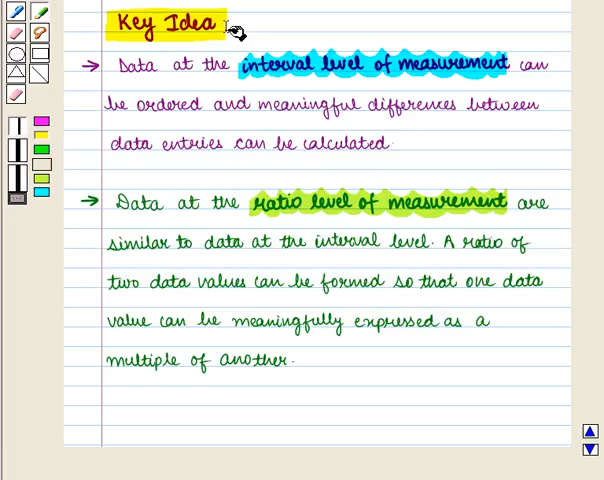 Key Idea
→ Data at the interval level of measurement can
be ordered and meaningful differences between
data entries can be calculated.
→ Data at the ratio level of measurement are
similar to data at the interval level. A ratio of
two data values can be formed so that one data
value can be meaningfully expressed as a
multiple of another.